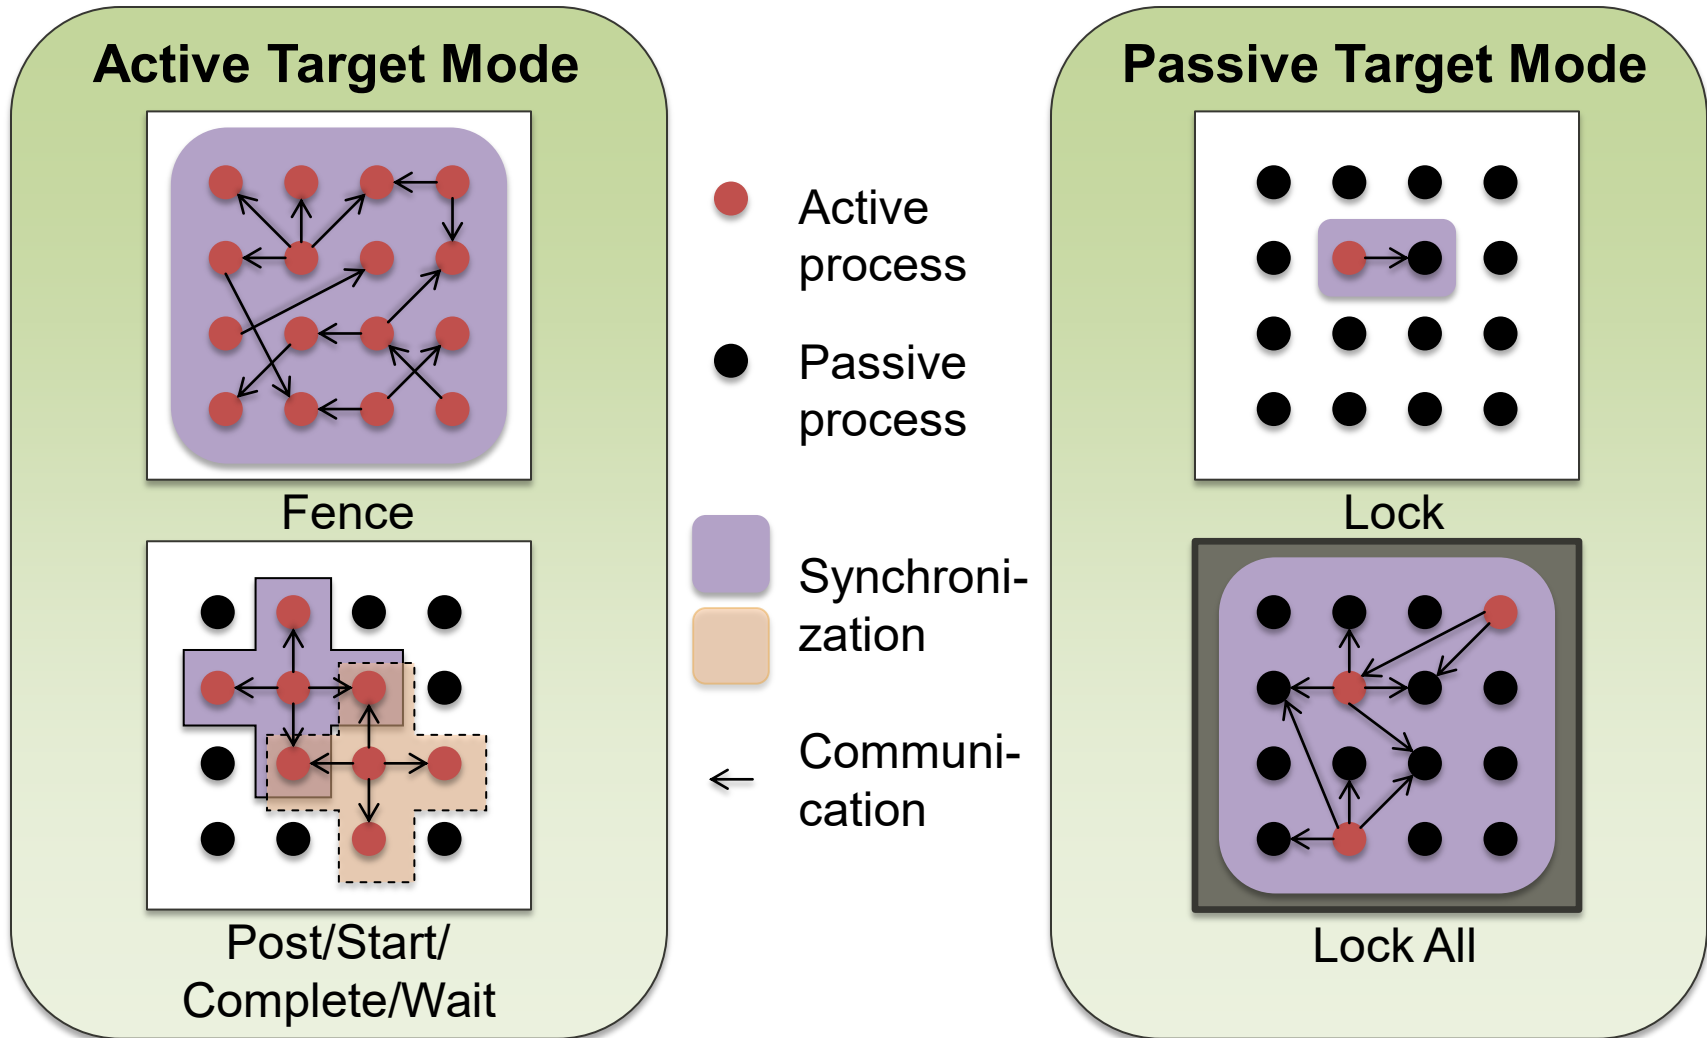 Active Target Mode
Fence
Post/Start/
Complete/Wait
Active
process
Passive
process
Synchroni-
zation
Communi-
cation
Passive Target Mode
Lock
Lock All